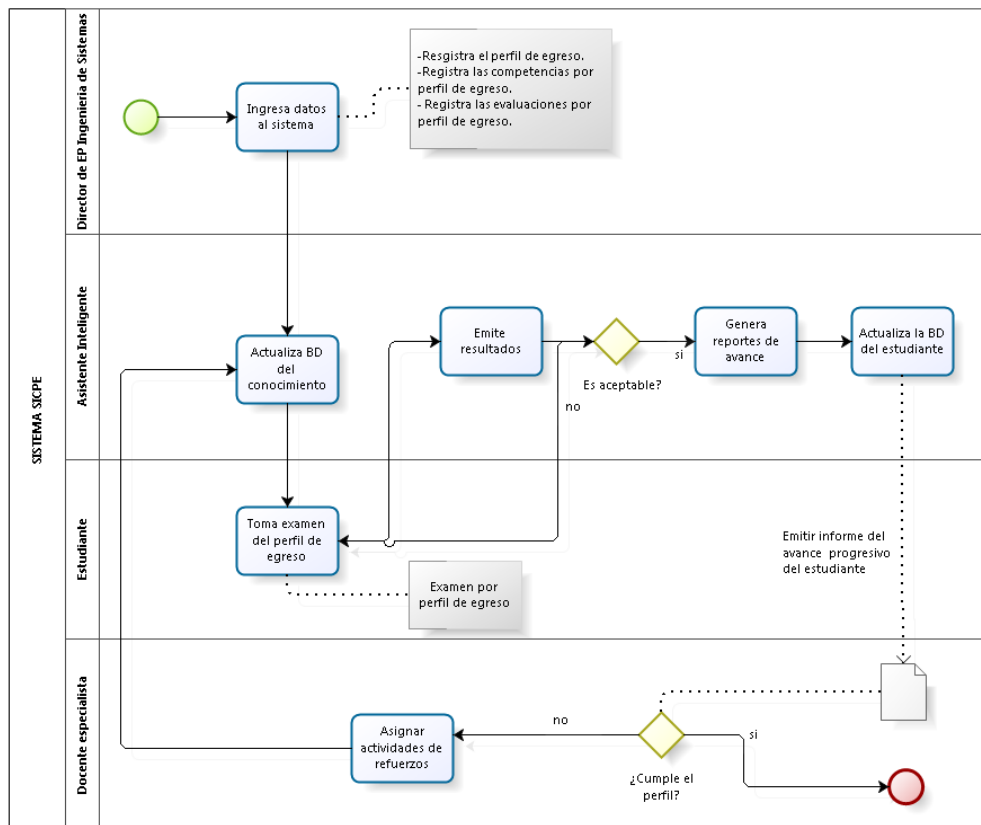 SISTEMA SICPE
Director de EP Ingenieria de Sistemas
Ingresa datos
al sistema
-Resgistra el perfil de egreso.
-Registra las competencias por
perfil de egreso.
- Registra las evaluaciones por
perfil de egreso.
Asistente Inteligente
Actualiza BD
del
conocimiento
Emite
resultados
Es aceptable?
si
no
Genera
reportes de
avance
Actualiza la BD
del estudiante
Estudiante
Toma examen
del perfil de
egreso
Examen por
perfil de egreso
Emitir informe del
avance progresivo
del estudiante
Docente especialista
Asignar
actividades de
refuerzos
no
¿Cumple el
perfil?
si